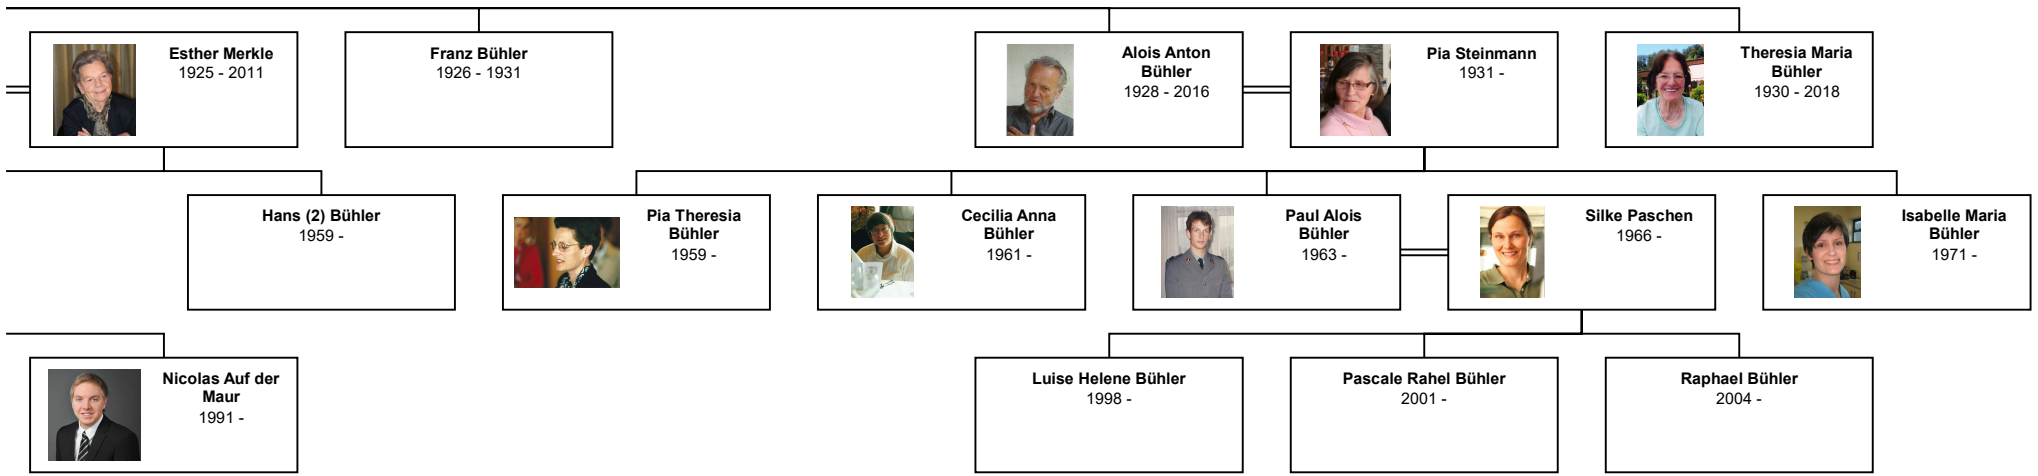 Esther Merkle
1925 - 2011
Franz Bühler
1926 - 1931
Alois Anton
Bühler
1928 - 2016
Pia Steinmann
1931 -
Theresia Maria
Bühler
1930 - 2018
Hans (2) Bühler
1959 -
Pia Theresia
Bühler
1959 -
Cecilia Anna
Bühler
1961 -
Paul Alois
Bühler
1963 -
Silke Paschen
1966 -
Isabelle Maria
Bühler
1971 -
Nicolas Auf der
Maur
1991 -
Luise Helene Bühler
1998 -
Pascale Rahel Bühler
2001 -
Raphael Bühler
2004 -